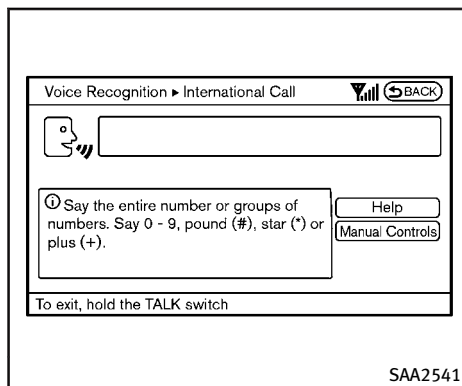 Voice Recognition ▸ International Call
BACK
Say the entire number or groups of
numbers. Say 0 - 9, pound (#), star (*) or
plus (+).
Help
Manual Controls
To exit, hold the TALK switch
SAA2541